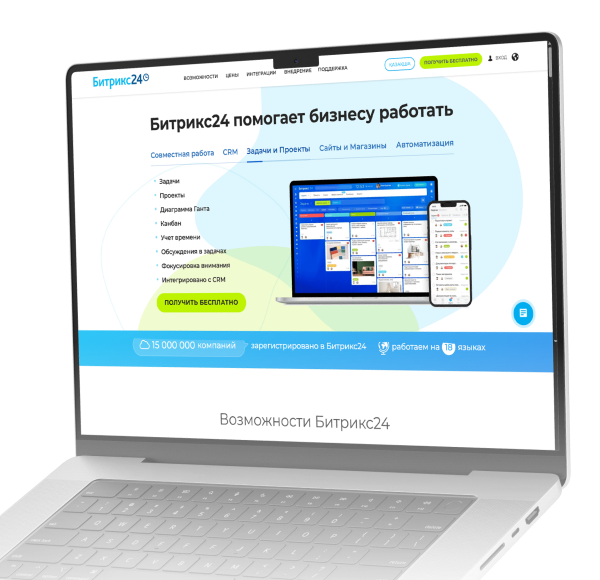 Битрикс24
ВОЗМОЖНОСТИ ЦЕНЫ ИНТЕГРАЦИИ ВНЕДРЕНИЕ ПОДДЕРЖКА
ҚАЗАҚША ПОЛУЧИТЬ БЕСПЛАТНО ВХОД
Битрикс24 помогает бизнесу работать
Совместная работа CRM Задачи и Проекты Сайты и Магазины Автоматизация
Задачи
Проекты
Диаграмма Ганта
Канбан
Учет времени
Обсуждения в задачах
Фокусировка внимания
Интегрировано с CRM
ПОЛУЧИТЬ БЕСПЛАТНО
15 000 000 компаний зарегистрировано в Битрикс24 работаем на 18 языках
Возможности Битрикс24